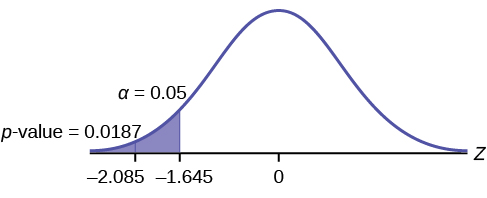 α = 0.05
p-value = 0.0187
–2.085 –1.645 0 Z